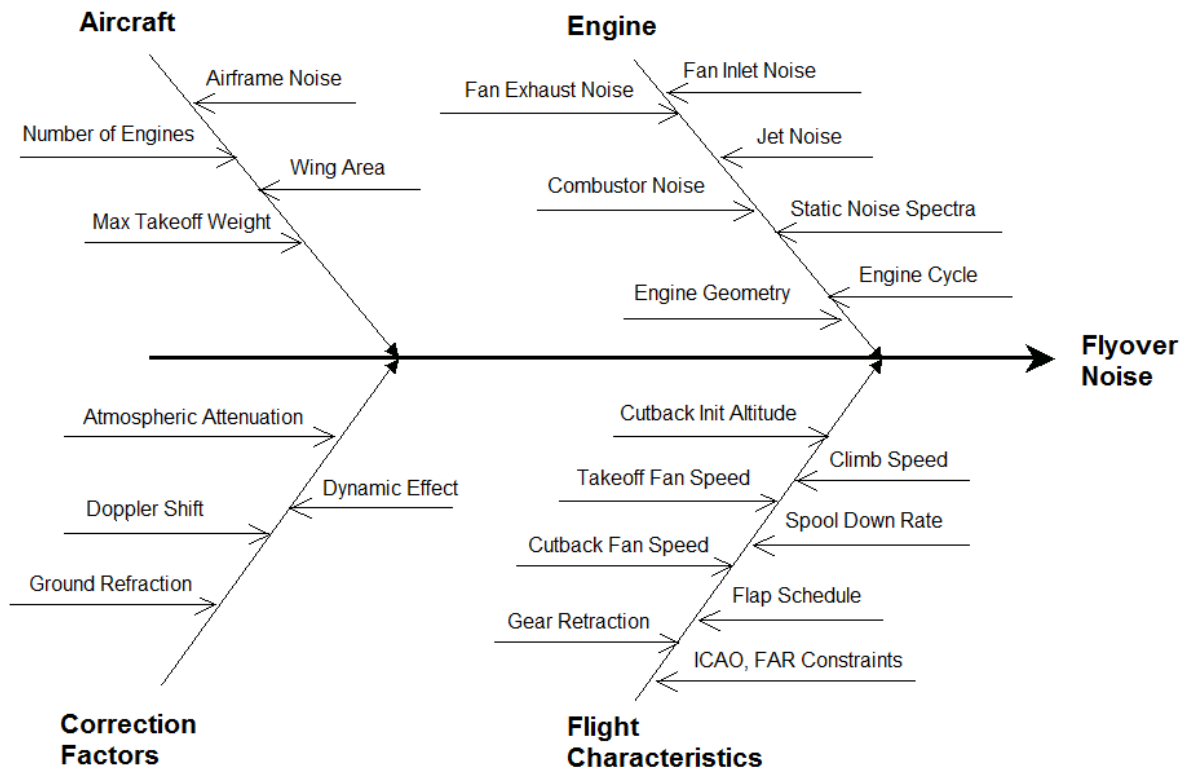 Aircraft
Airframe Noise
Number of Engines
Wing Area
Max Takeoff Weight
Engine
Fan Inlet Noise
Fan Exhaust Noise
Jet Noise
Combustor Noise
Static Noise Spectra
Engine Cycle
Engine Geometry
Flyover
Noise
Atmospheric Attenuation
Dynamic Effect
Doppler Shift
Ground Refraction
Correction
Factors
Cutback Init Altitude
Climb Speed
Takeoff Fan Speed
Spool Down Rate
Cutback Fan Speed
Flap Schedule
Gear Retraction
ICAO, FAR Constraints
Flight
Characteristics